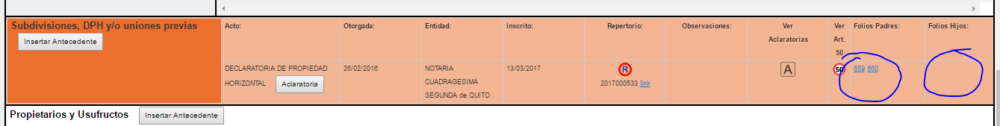 Subdivisiones, DPH y/o uniones previas
Insertar Antecedente
Acto:
Otorgada:
Entidad:
Inscrito:
Repertorio:
Observaciones:
Ver
Aclaratorias
Ver
Art.
50
Folios Padres:
Folios Hijos:
DECLARATORIA DE PROPIEDAD
HORIZONTAL
Aclaratoria
26/02/2016
NOTARIA
CUADRAGESIMA
SEGUNDA de QUITO
13/03/2017
R
2017000533 link
A
50
659 660
Propietarios y Usufructos
Insertar Antecedente